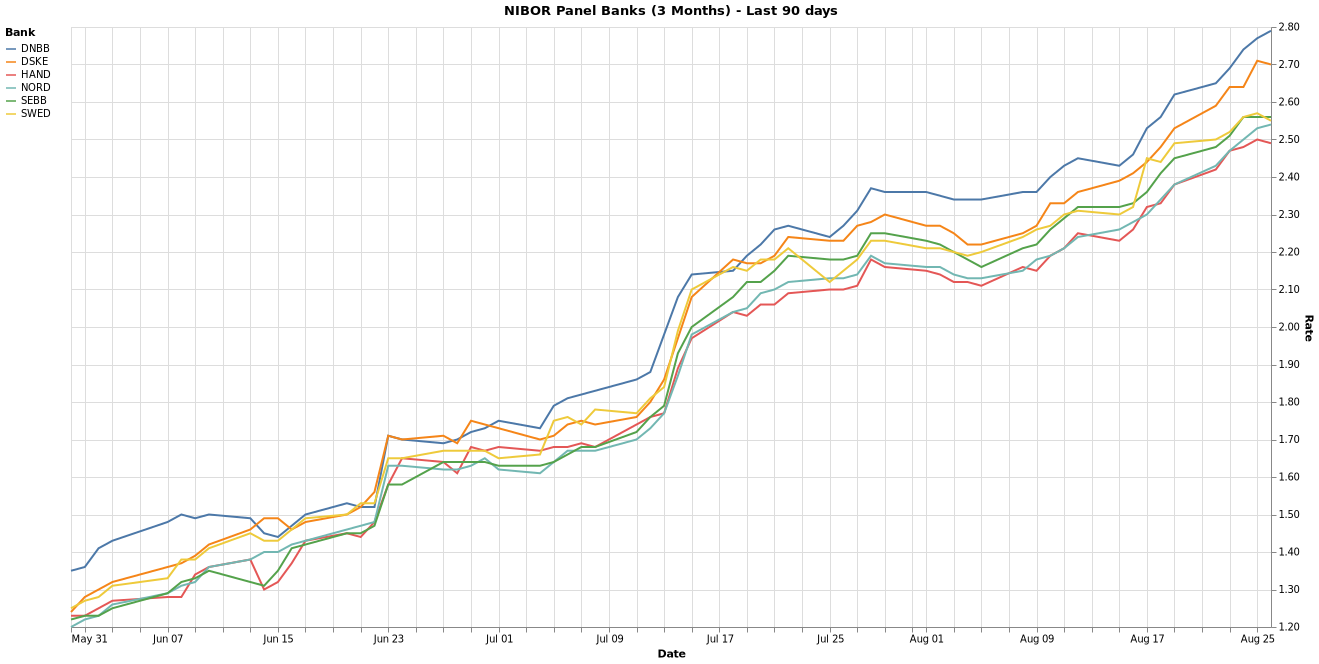 NIBOR Panel Banks (3 Months) - Last 90 days
Bank
DNBB
DSKE
HAND
NORD
SEBB
SWED
2.80
2.70
2.60
2.50
2.40
2.30
2.20
2.10
2.00
1.90
1.80
1.70
1.60
1.50
1.40
1.30
1.20
Rate
May 31 Jun 07 Jun 15 Jun 23 Jul 01 Jul 09 Jul 17 Jul 25 Aug 01 Aug 09 Aug 17 Aug 25
Date